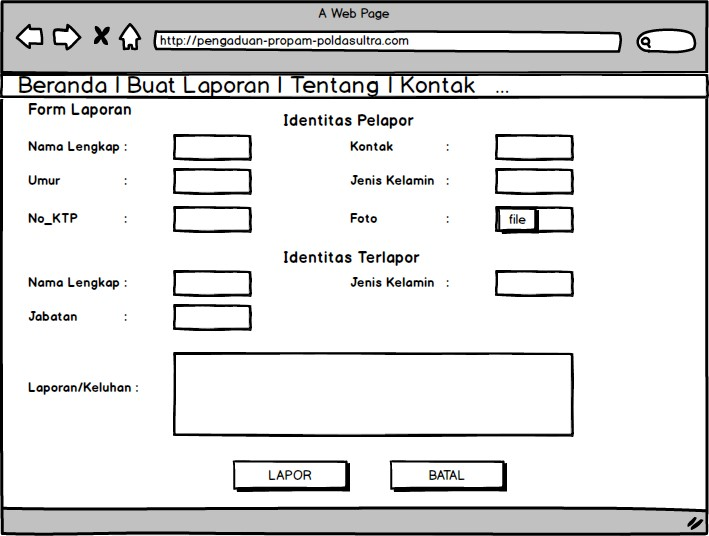 A Web Page
http://pengaduan-propam-poldasultra.com
Beranda | Buat Laporan | Tentang | Kontak ...
Form Laporan
Identitas Pelapor
Nama Lengkap : Kontak :
Umur : Jenis Kelamin :
No_KTP : Foto : file
Identitas Terlapor
Nama Lengkap : Jenis Kelamin :
Jabatan :
Laporan/Keluhan :
LAPOR BATAL